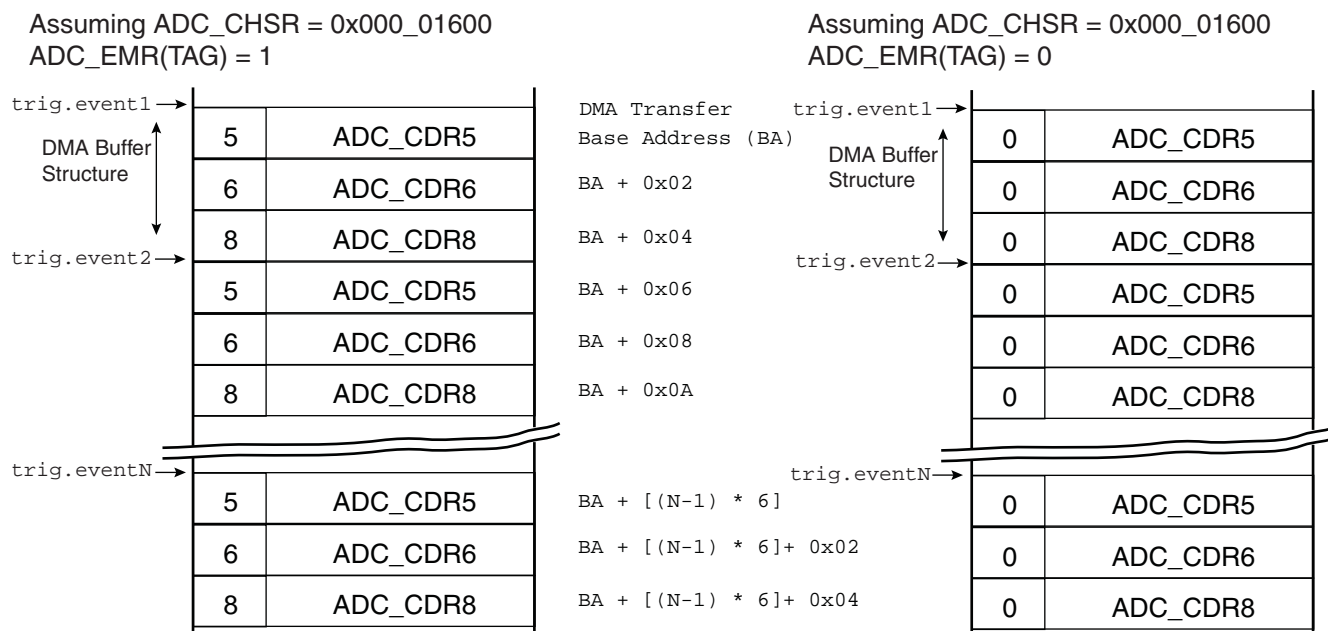 Assuming ADC_CHSR = 0x000_01600
ADC_EMR(TAG) = 1
trig.event1
DMA Buffer
Structure
5 ADC_CDR5
6 ADC_CDR6
8 ADC_CDR8
trig.event2
5 ADC_CDR5
6 ADC_CDR6
8 ADC_CDR8
trig.eventN
5 ADC_CDR5
6 ADC_CDR6
8 ADC_CDR8
DMA Transfer
Base Address (BA)
BA + 0x02
BA + 0x04
BA + 0x06
BA + 0x08
BA + 0x0A
BA + [(N-1) * 6]
BA + [(N-1) * 6]+ 0x02
BA + [(N-1) * 6]+ 0x04
Assuming ADC_CHSR = 0x000_01600
ADC_EMR(TAG) = 0
trig.event1
DMA Buffer
Structure
0 ADC_CDR5
0 ADC_CDR6
0 ADC_CDR8
trig.event2
0 ADC_CDR5
0 ADC_CDR6
0 ADC_CDR8
trig.eventN
0 ADC_CDR5
0 ADC_CDR6
0 ADC_CDR8